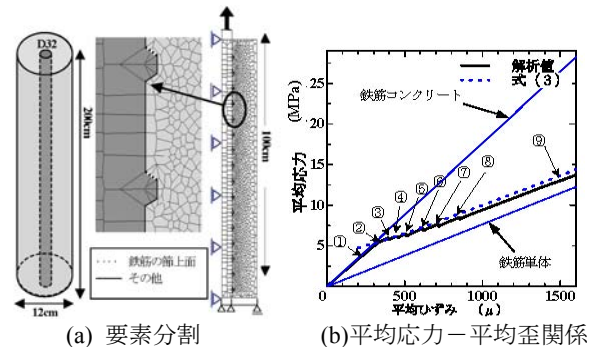 D32
200cm
12cm
100cm
鉄筋の節上面
その他
(a) 要素分割
平均応力 (MPa)
25
20
15
10
5
0
500
1000
1500
平均ひずみ (μ)
解析値
式(3)
鉄筋コンクリート
鉄筋単体
①
②
③
④
⑤
⑥
⑦
⑧
⑨
(b)平均応力－平均歪関係